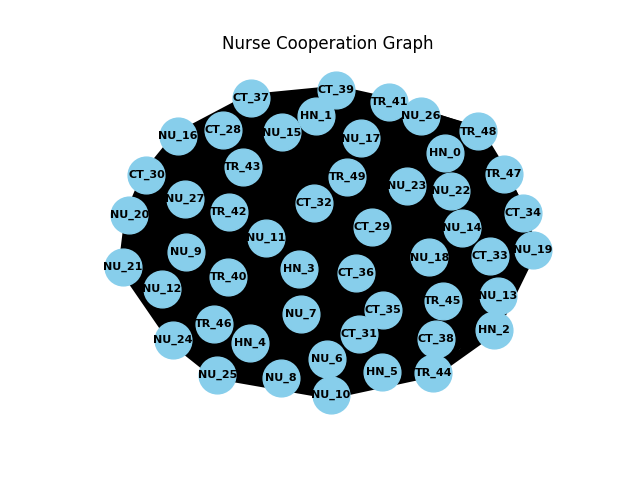 Nurse Cooperation Graph
CT_39
CT_37
TR_41
HN_1
NU_26
CT_28
NU_15
TR_48
NU_16
NU_17
HN_0
TR_43
CT_30
TR_49
TR_47
NU_23
NU_22
NU_27
CT_32
TR_42
CT_34
NU_20
CT_29
NU_14
NU_11
NU_19
NU_9
CT_33
NU_18
NU_21
HN_3
CT_36
TR_40
NU_12
NU_13
TR_45
CT_35
NU_7
TR_46
HN_2
CT_31
CT_38
NU_24
HN_4
NU_6
HN_5
TR_44
NU_25
NU_8
NU_10